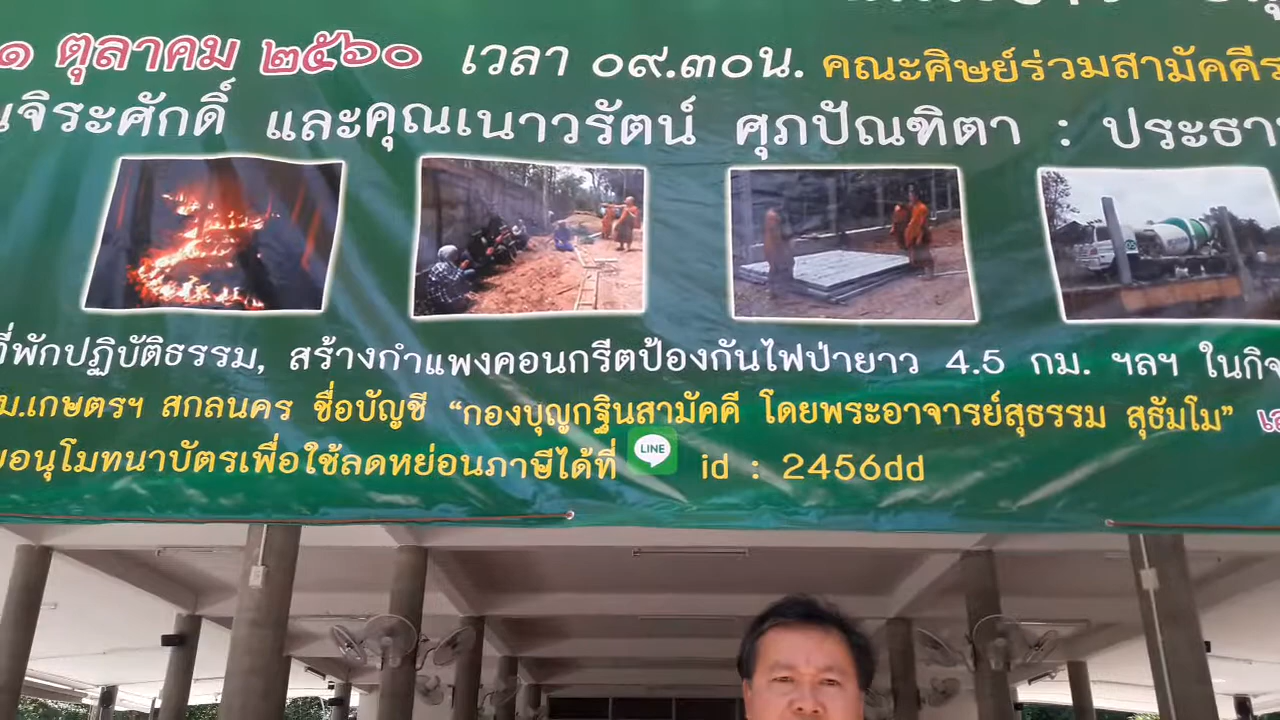 ๑ ตุลาคม ๒๕๖๐ เวลา ๐๙.๓๐น. คณะศิษย์ร่วมสามัคคี
จิระศักดิ์ และคุณเนาวรัตน์ ศุภปัณฑิตา : ประธา
ที่พักปฏิบัติธรรม, สร้างกำแพงคอนกรีตป้องกันไฟป่ายาว 4.5 กม. ฯลฯ ในกิจ
ม.เกษตรฯ สกลนคร ชื่อบัญชี “กองบุญกฐินสามัคคี โดยพระอาจารย์สุธรรม สุธัมโม”
อนุโมทนาบัตรเพื่อใช้ลดหย่อนภาษีได้ที่ LINE id : 2456dd